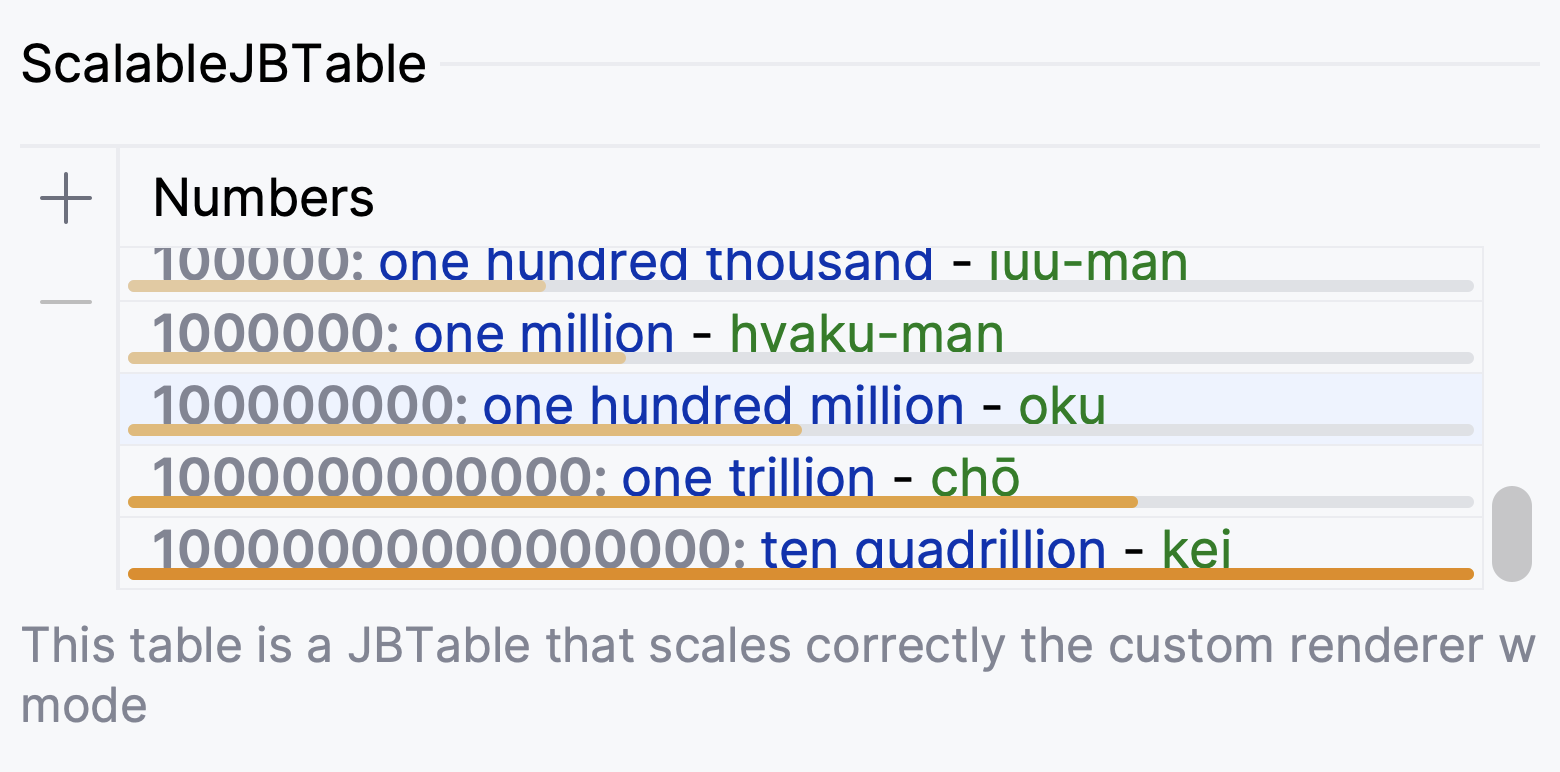 ScalableJBTable
Numbers
100000: one hundred thousand - juu-man
1000000: one million - hyaku-man
100000000: one hundred million - oku
1000000000000: one trillion - chō
10000000000000000: ten quadrillion - kei
This table is a JBTable that scales correctly the custom renderer w
mode